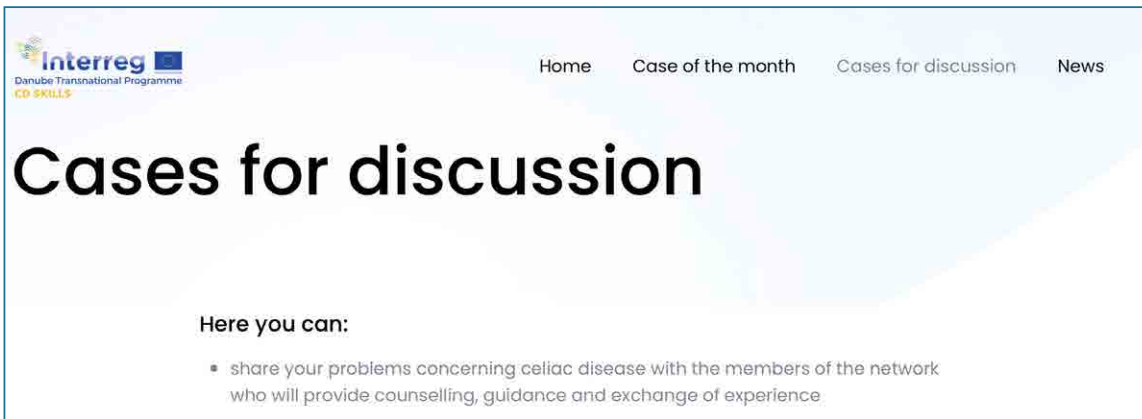 Interreg
Danube Transnational Programme
CD SKILLS
Home Case of the month Cases for discussion News
Cases for discussion
Here you can:
• share your problems concerning celiac disease with the members of the network
who will provide counselling, guidance and exchange of experience